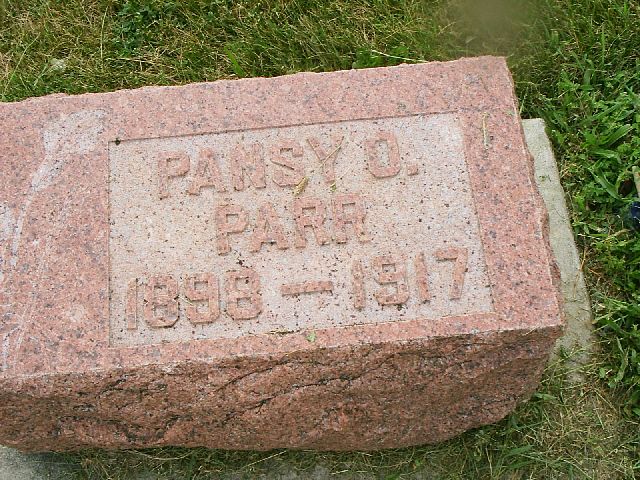 PANSY O.
PARR
1898 — 1917